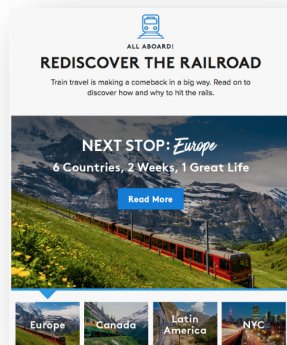 ALL ABOARD!
REDISCOVER THE RAILROAD
Train travel is making a comeback in a big way. Read on to
discover how and why to hit the rails.
NEXT STOP: Europe
6 Countries, 2 Weeks, 1 Great Life
Read More
Europe
Canada
Latin
America
NYC